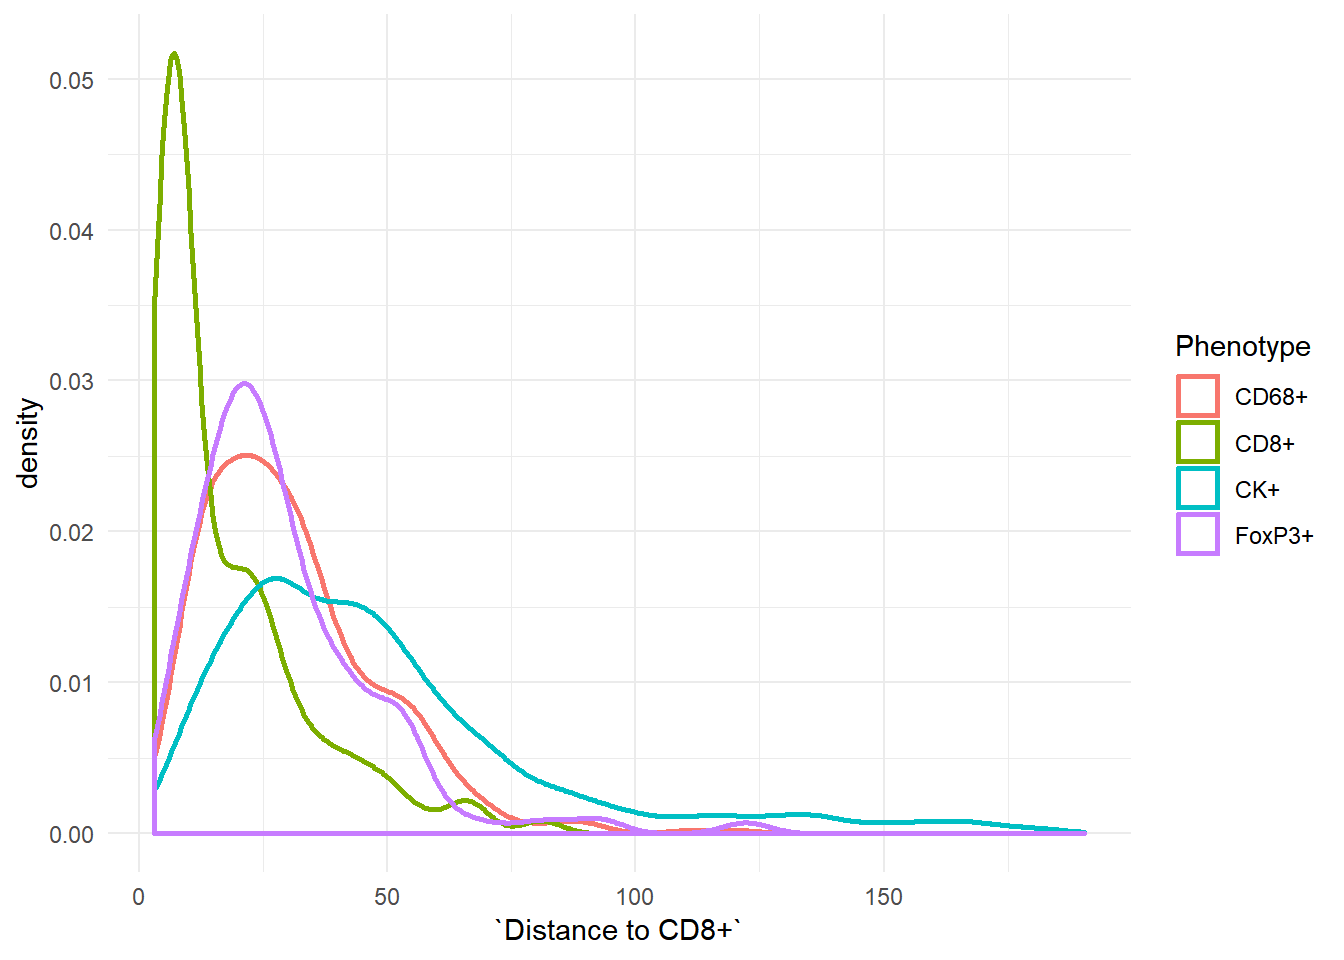 0.05
0.04
0.03
0.02
0.01
0.00
density
0
50
100
150
`Distance to CD8+`
Phenotype
CD68+
CD8+
CK+
FoxP3+